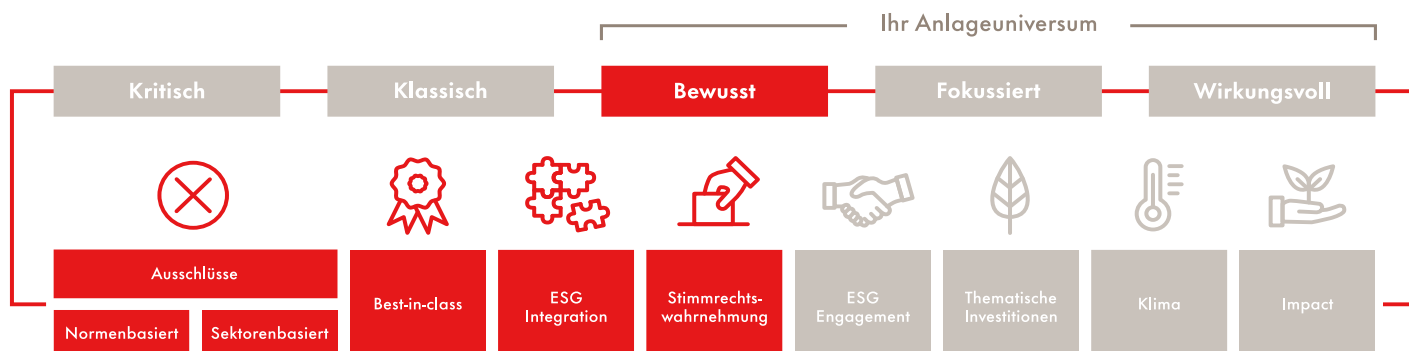 Ihr Anlageuniversum
Kritisch
Klassisch
Bewusst
Fokussiert
Wirkungsvoll
Ausschlüsse
Normenbasiert
Sektorenbasiert
Best-in-class
ESG
Integration
Stimmrechts-
wahrnehmung
ESG
Engagement
Thematische
Investitionen
Klima
Impact